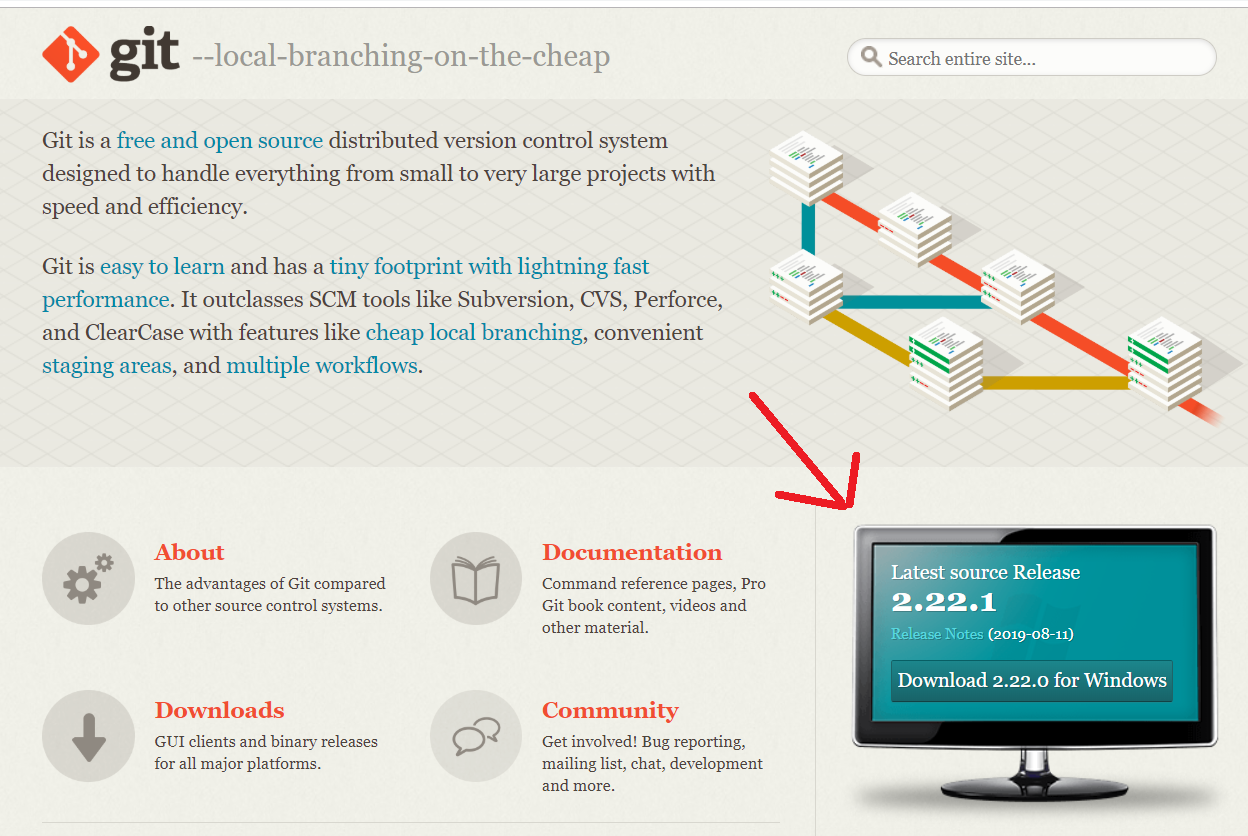 git --local-branching-on-the-cheap
Search entire site...
Git is a free and open source distributed version control system
designed to handle everything from small to very large projects with
speed and efficiency.
Git is easy to learn and has a tiny footprint with lightning fast
performance. It outclasses SCM tools like Subversion, CVS, Perforce,
and ClearCase with features like cheap local branching, convenient
staging areas, and multiple workflows.
About
The advantages of Git compared
to other source control systems.
Documentation
Command reference pages, Pro
Git book content, videos and
other material.
Downloads
GUI clients and binary releases
for all major platforms.
Community
Get involved! Bug reporting,
mailing list, chat, development
and more.
Latest source Release
2.22.1
Release Notes (2019-08-11)
Download 2.22.0 for Windows